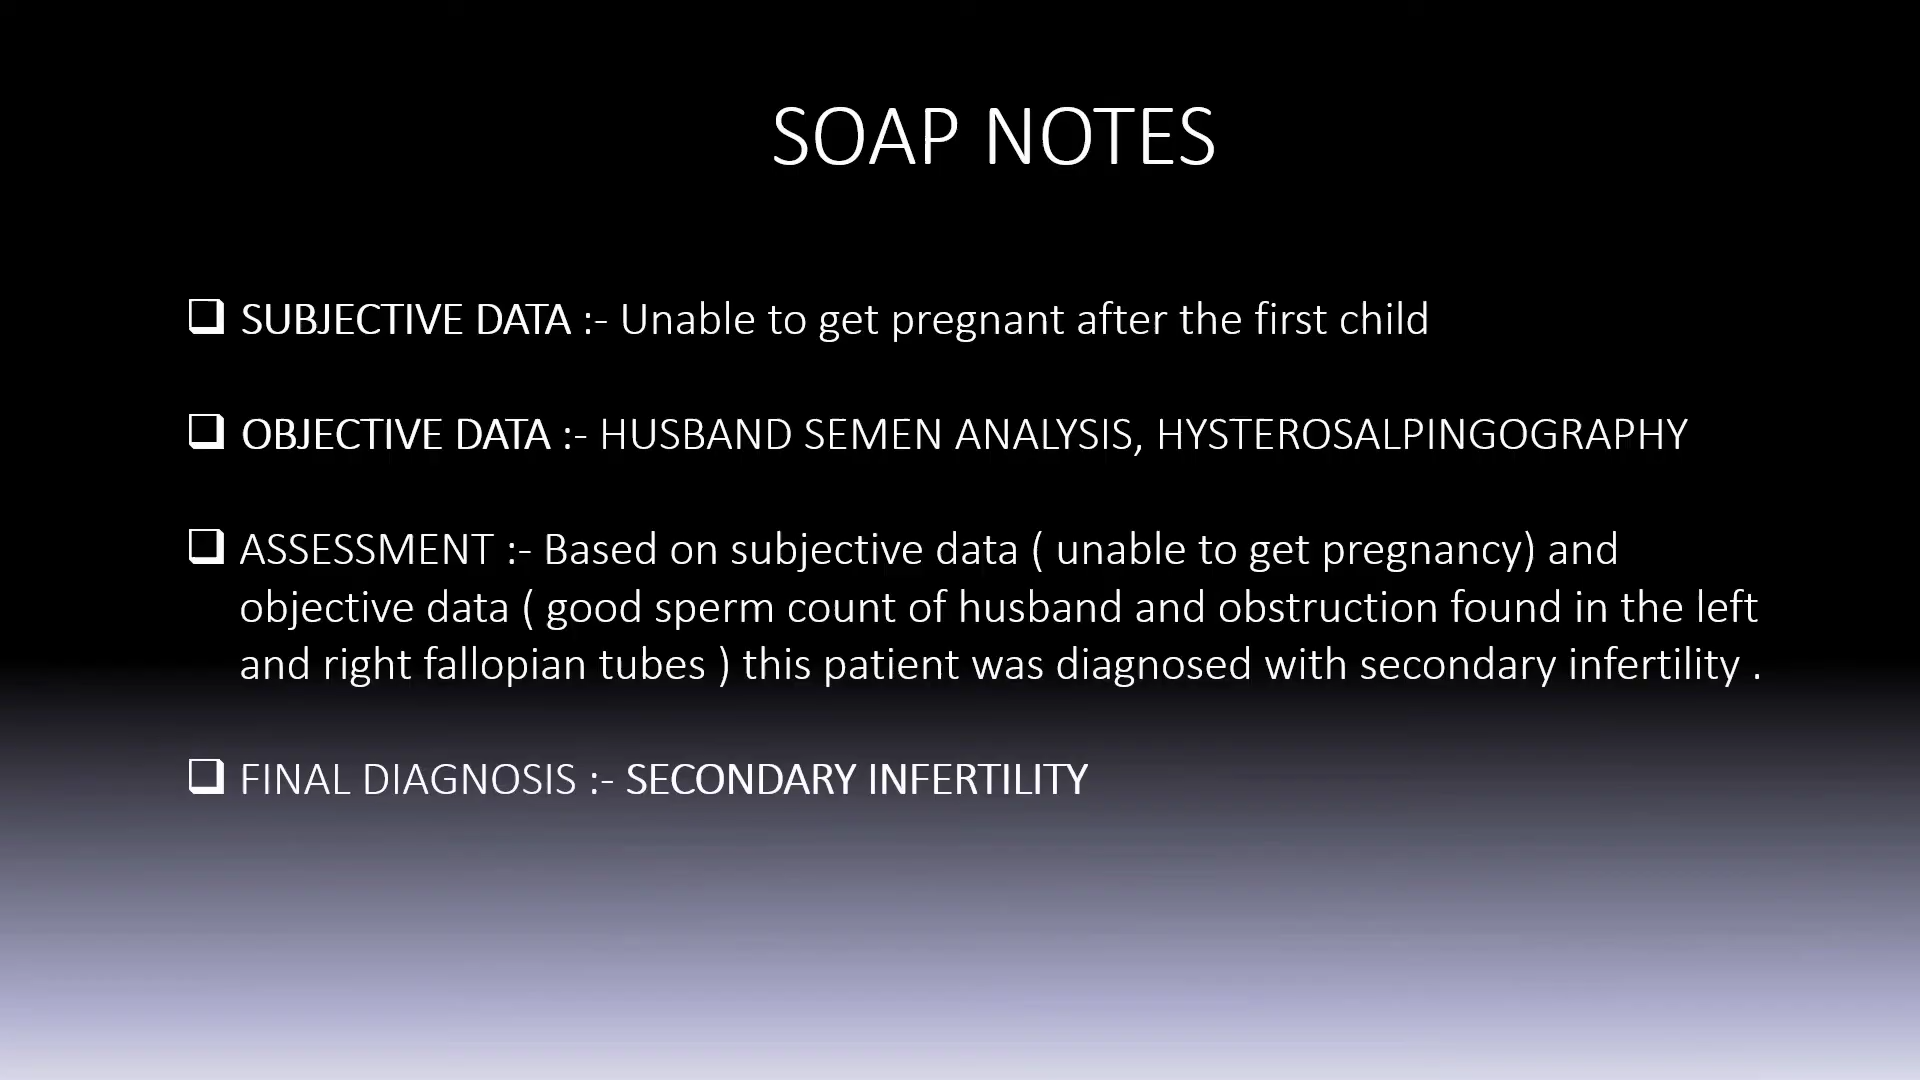 SOAP NOTES
SUBJECTIVE DATA :- Unable to get pregnant after the first child
OBJECTIVE DATA :- HUSBAND SEMEN ANALYSIS, HYSTEROSALPINGOGRAPHY
ASSESSMENT :- Based on subjective data ( unable to get pregnancy) and
objective data ( good sperm count of husband and obstruction found in the left
and right fallopian tubes ) this patient was diagnosed with secondary infertility .
FINAL DIAGNOSIS :- SECONDARY INFERTILITY